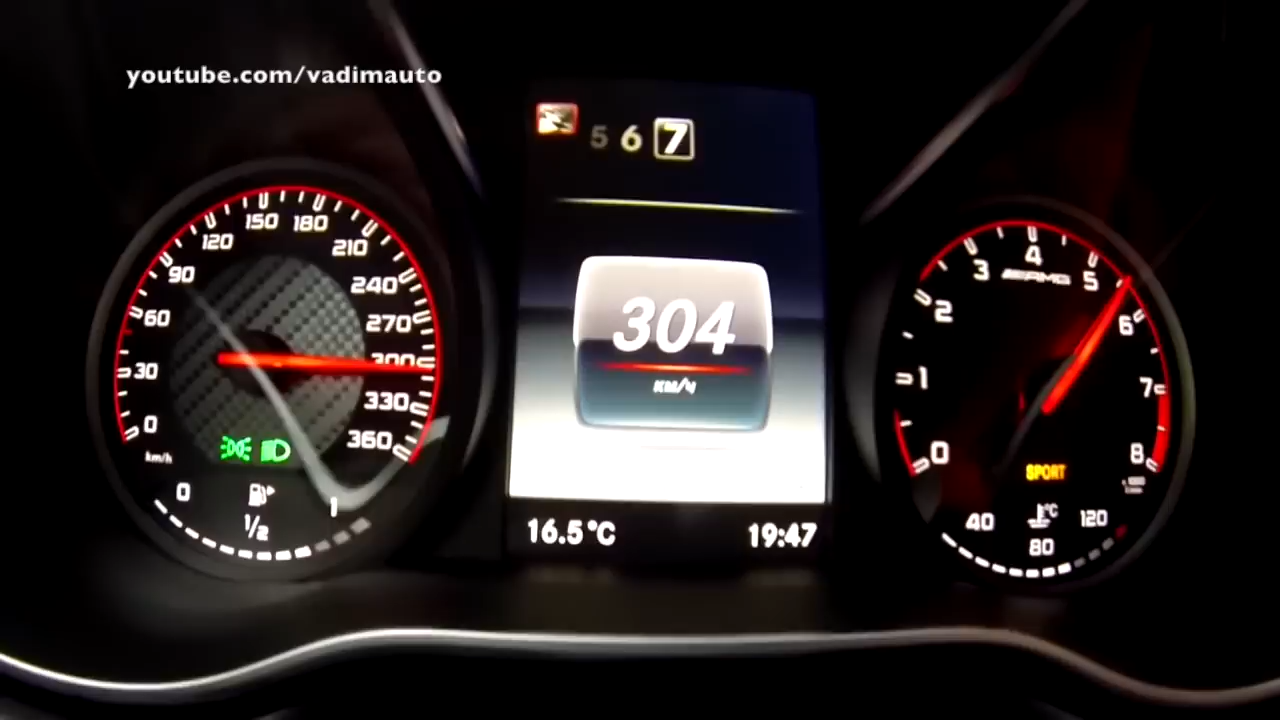 youtube.com/vadimauto
5 6 7
0 30 60 90 120 150 180 210 240 270 300 330 360
km/h
304
км/ч
0 1 2 3 4 5 6 7 8
AMG
SPORT
0 1/2 1
16.5°C
19:47
40 80 120
°C